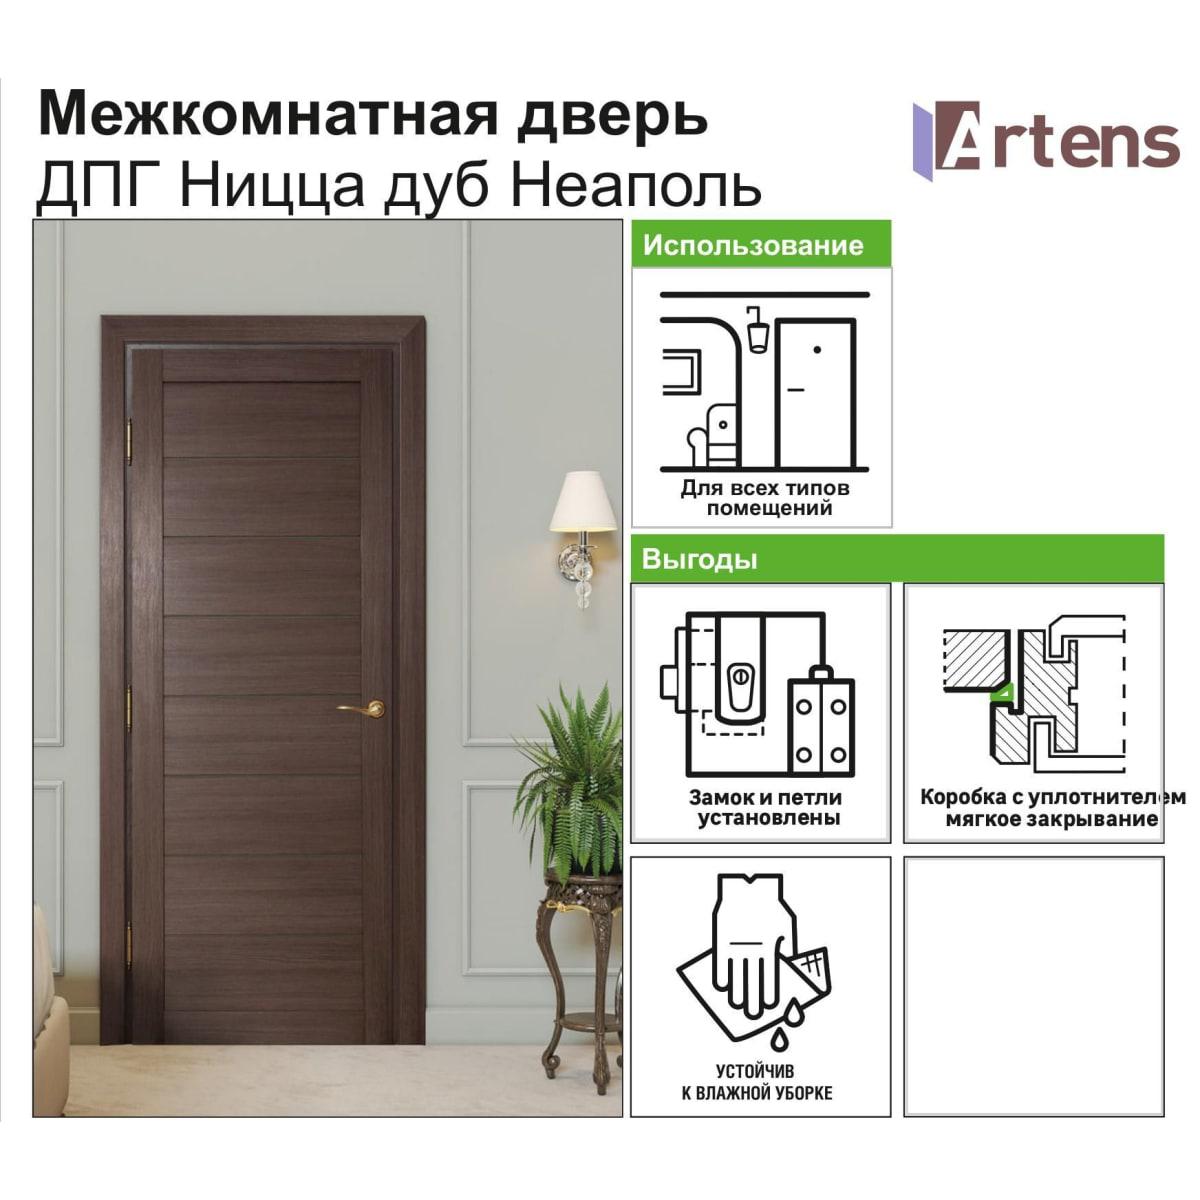 Межкомнатная дверь
ДПГ Ницца дуб Неаполь
Artens
Использование
Для всех типов
помещений
Выгоды
Замок и петли
установлены
Коробка с уплотнителем
мягкое закрывание
УСТОЙЧИВ
К ВЛАЖНОЙ УБОРКЕ